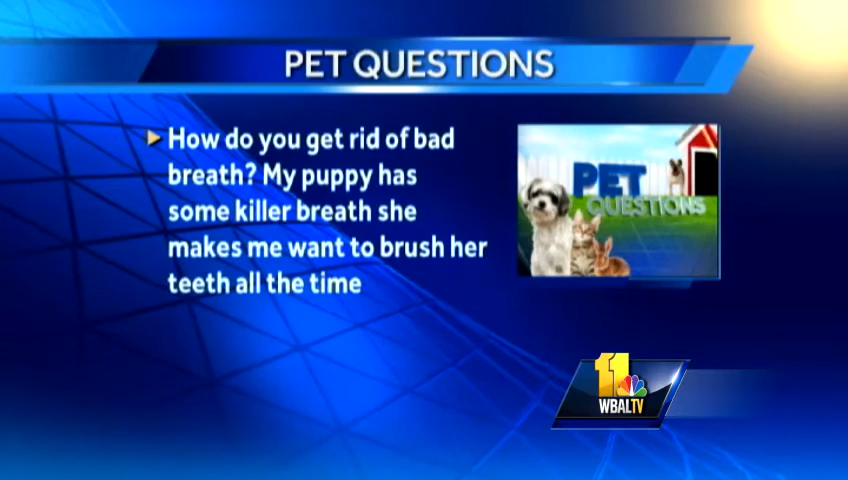 PET QUESTIONS
How do you get rid of bad
breath? My puppy has
some killer breath she
makes me want to brush her
teeth all the time
PET
QUESTIONS
11
WBALTV